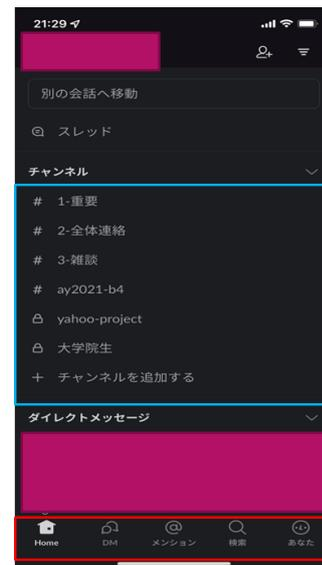 21:29
別の会話へ移動
スレッド
チャンネル
# 1-重要
# 2-全体連絡
# 3-雑談
# ay2021-b4
yahoo-project
大学院生
+ チャンネルを追加する
ダイレクトメッセージ
Home DM メンション 検索 あなた